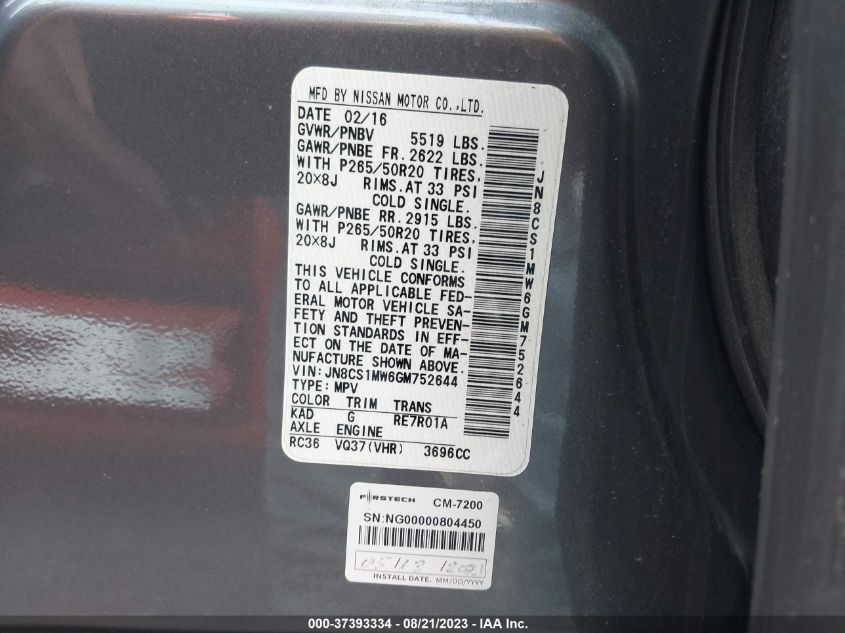 MFD BY NISSAN MOTOR CO.,LTD.
DATE 02/16
GVWR/PNBV 5519 LBS.
GAWR/PNBE FR. 2622 LBS.
WITH P265/50R20 TIRES,
20×8J RIMS.AT 33 PSI
COLD SINGLE.
GAWR/PNBE RR. 2915 LBS.
WITH P265/50R20 TIRES,
20×8J RIMS.AT 33 PSI
COLD SINGLE.
THIS VEHICLE CONFORMS
TO ALL APPLICABLE FED-
ERAL MOTOR VEHICLE SA-
FETY AND THEFT PREVEN-
TION STANDARDS IN EFF-
ECT ON THE DATE OF MA-
NUFACTURE SHOWN ABOVE.
VIN: JN8CS1MW6GM752644
TYPE: MPV
COLOR TRIM TRANS
KAD G RE7R01A
AXLE ENGINE
RC36 VQ37(VHR) 3696CC
JN8CS1MW6GM752644
FIRSTECH CM-7200
SN:NG00000804450
INSTALL DATE. MM/DD/YYYY
000-37393334 - 08/21/2023 - IAA Inc.